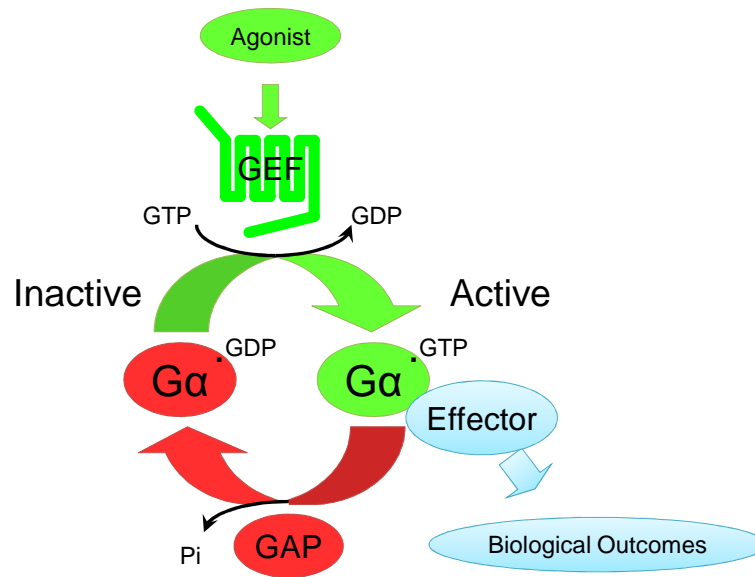 Agonist
GEF
GTP
GDP
Inactive
Active
Gα·GDP
Gα·GTP
Effector
Pi
GAP
Biological Outcomes